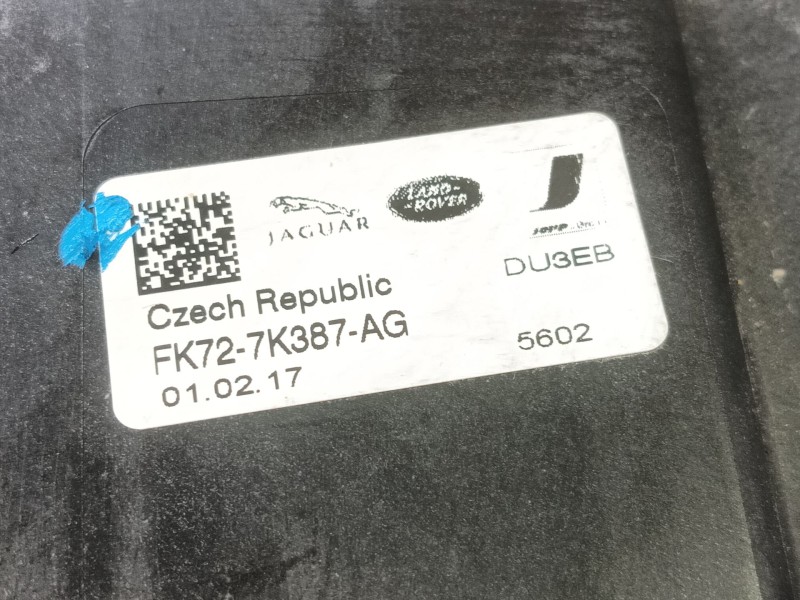 JAGUAR
LAND-
-ROVER
Czech Republic
DU3EB
FK72-7K387-AG
5602
01.02.17